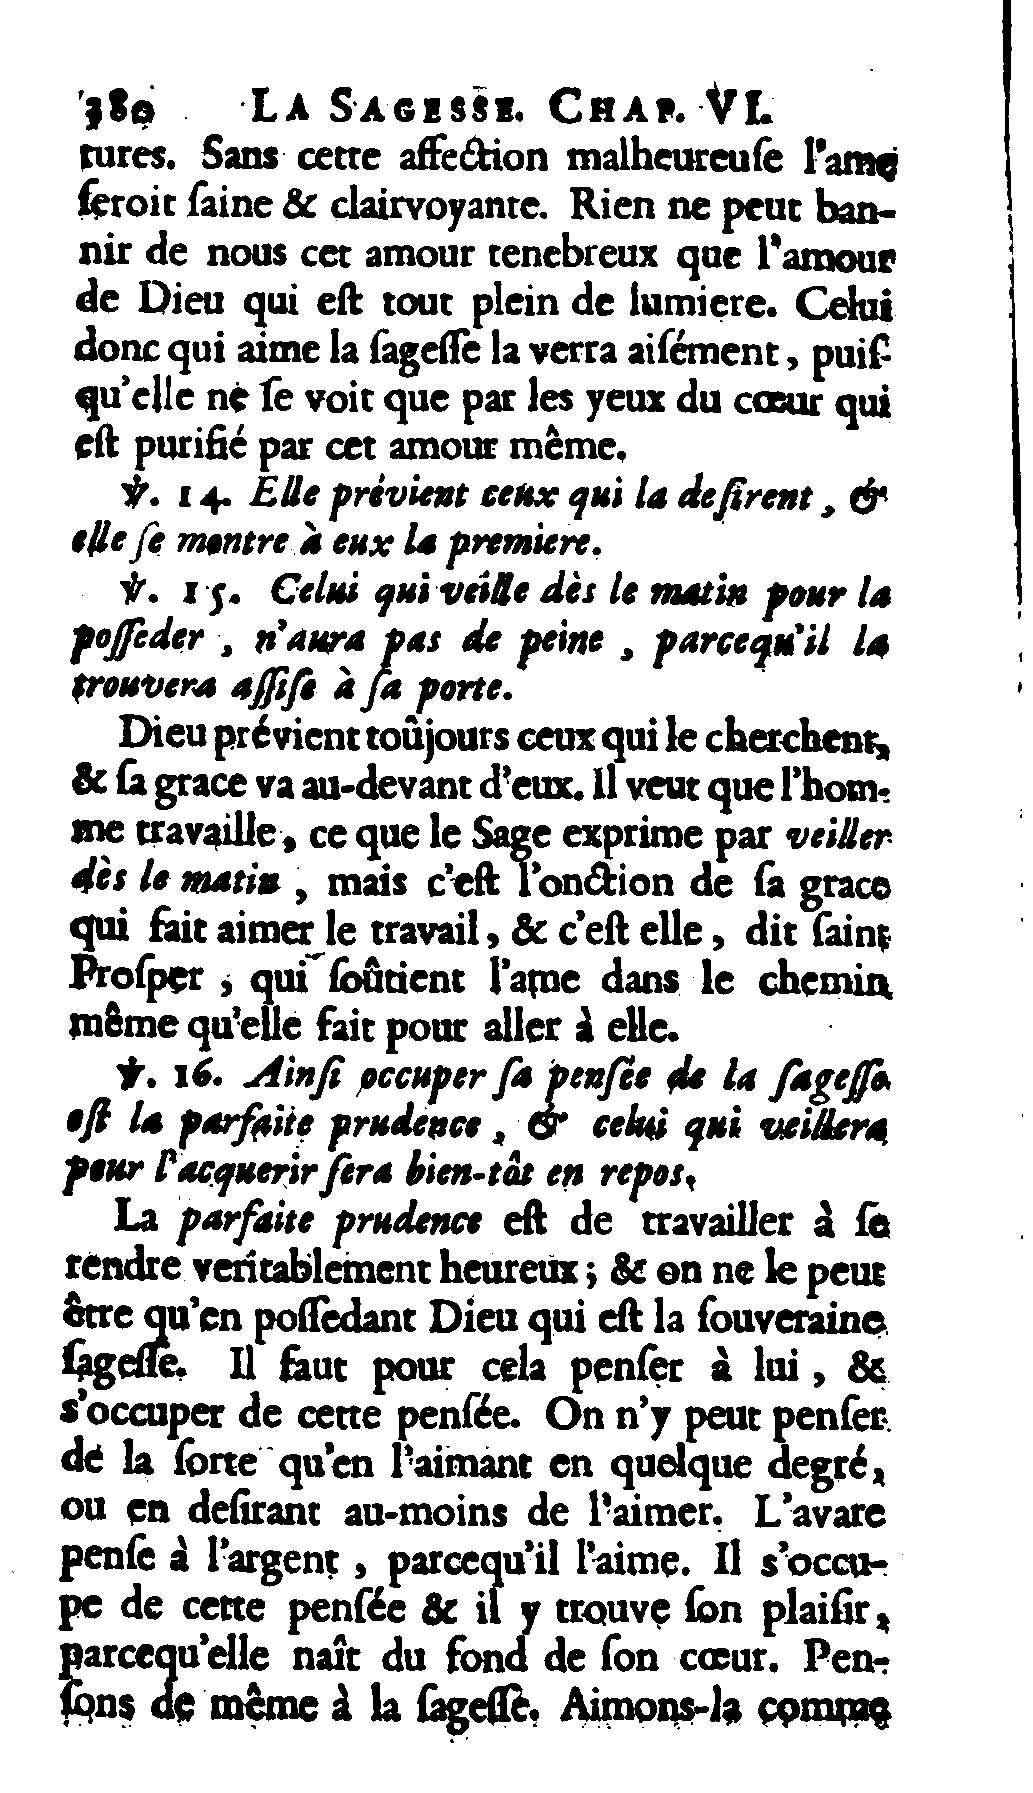 380 LA SAGESSE. CHAP. VI.
tures. Sans cette affection malheureuſe l'ame
ſeroit ſaine & clairvoyante. Rien ne peut ban-
nir de nous cet amour tenebreux que l'amour
de Dieu qui eſt tout plein de lumiere. Celui
donc qui aime la ſageſſe la verra aiſément, puiſ-
qu'elle ne ſe voit que par les yeux du cœur qui
eſt purifié par cet amour même.
℣. 14. Elle prévient ceux qui la deſirent, &
elle ſe montre à eux la premiere.
℣. 15. Celui qui veille dès le matin pour la
poſſeder, n'aura pas de peine, parcequ'il la
trouvera aſſiſe à ſa porte.
Dieu prévient toûjours ceux qui le cherchent,
& ſa grace va au-devant d'eux. Il veut que l'hom-
me travaille, ce que le Sage exprime par veiller
dès le matin, mais c'eſt l'onction de ſa grace
qui fait aimer le travail, & c'eſt elle, dit ſaint
Proſper, qui ſoûtient l'ame dans le chemin
même qu'elle fait pour aller à elle.
℣. 16. Ainſi occuper ſa penſée de la ſageſſe
eſt la parfaite prudence, & celui qui veillera
pour l'acquerir ſera bien-tôt en repos.
La parfaite prudence eſt de travailler à ſe
rendre veritablement heureux; & on ne le peut
être qu'en poſſedant Dieu qui eſt la ſouveraine
ſageſſe. Il faut pour cela penſer à lui, &
s'occuper de cette penſée. On n'y peut penſer
de la ſorte qu'en l'aimant en quelque degré,
ou en deſirant au-moins de l'aimer. L'avare
penſe à l'argent, parcequ'il l'aime. Il s'occu-
pe de cette penſée & il y trouve ſon plaiſir,
parcequ'elle naît du fond de ſon cœur. Pen-
ſons de même à la ſageſſe. Aimons-la comme